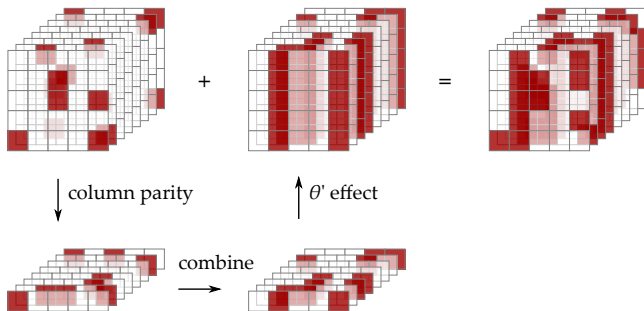 + =
column parity
θ' effect
combine